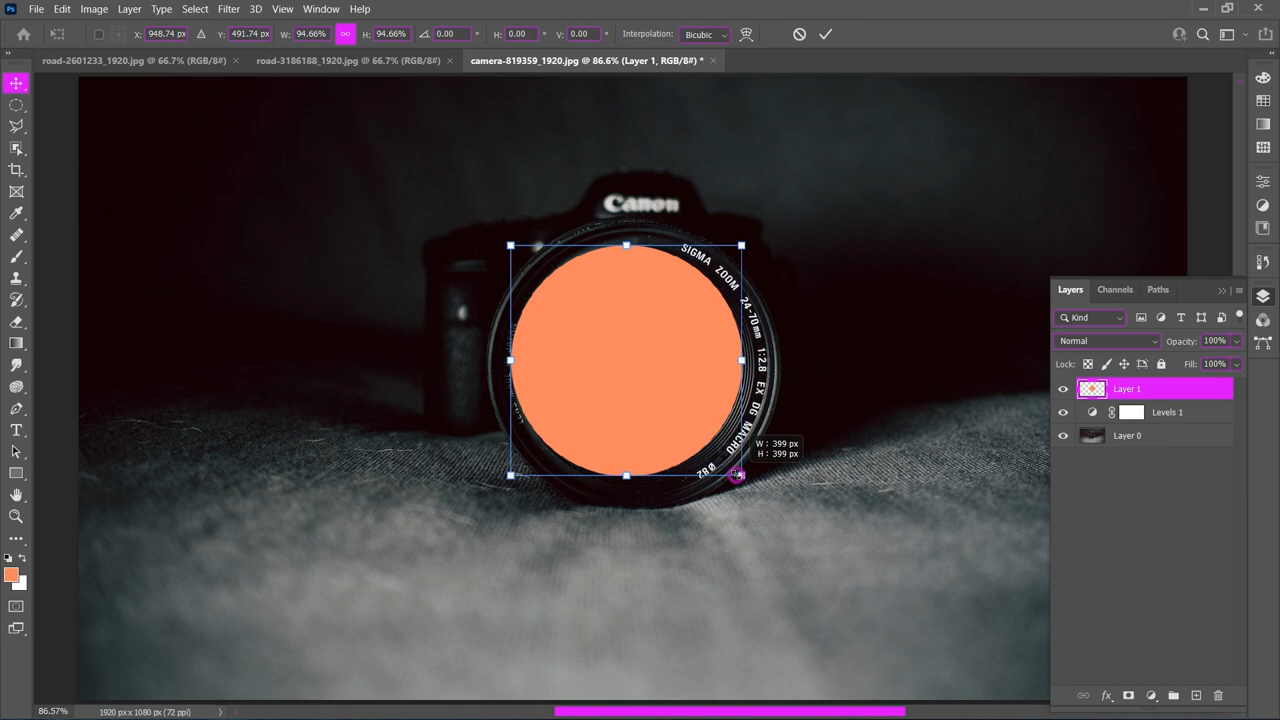 Ps File Edit Image Layer Type Select Filter 3D View Window Help
X: 948.74 px Y: 491.74 px W: 94.66% H: 94.66% 0.00 ° H: 0.00 ° V: 0.00 ° Interpolation: Bicubic
road-2601233_1920.jpg @ 66.7% (RGB/8#) × road-3186188_1920.jpg @ 66.7% (RGB/8#) × camera-819359_1920.jpg @ 86.6% (Layer 1, RGB/8#) * ×
Canon
SIGMA ZOOM 24-70mm 1:2.8 EX DG MACRO Ø82
W: 399 px
H: 399 px
Layers Channels Paths
Kind
Normal Opacity: 100%
Lock: Fill: 100%
Layer 1
Levels 1
Layer 0
fx
86.57% 1920 px x 1080 px (72 ppi)